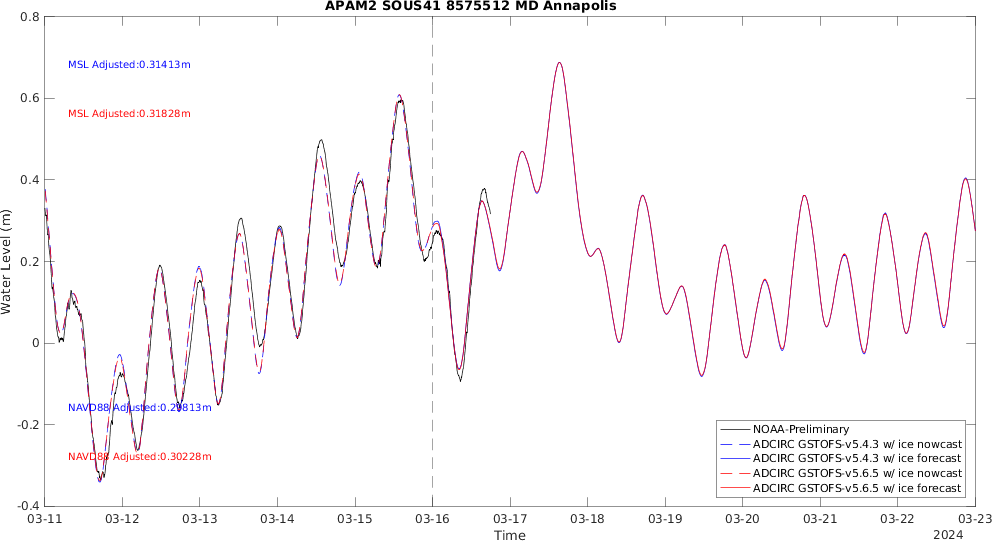 APAM2 SOUS41 8575512 MD Annapolis
0.8
0.6
0.4
0.2
0
-0.2
-0.4
Water Level (m)
MSL Adjusted:0.31413m
MSL Adjusted:0.31828m
NAVD88 Adjusted:0.29813m
NAVD88 Adjusted:0.30228m
NOAA-Preliminary
ADCIRC GSTOFS-v5.4.3 w/ ice nowcast
ADCIRC GSTOFS-v5.4.3 w/ ice forecast
ADCIRC GSTOFS-v5.6.5 w/ ice nowcast
ADCIRC GSTOFS-v5.6.5 w/ ice forecast
03-11 03-12 03-13 03-14 03-15 03-16 03-17 03-18 03-19 03-20 03-21 03-22 03-23
Time
2024